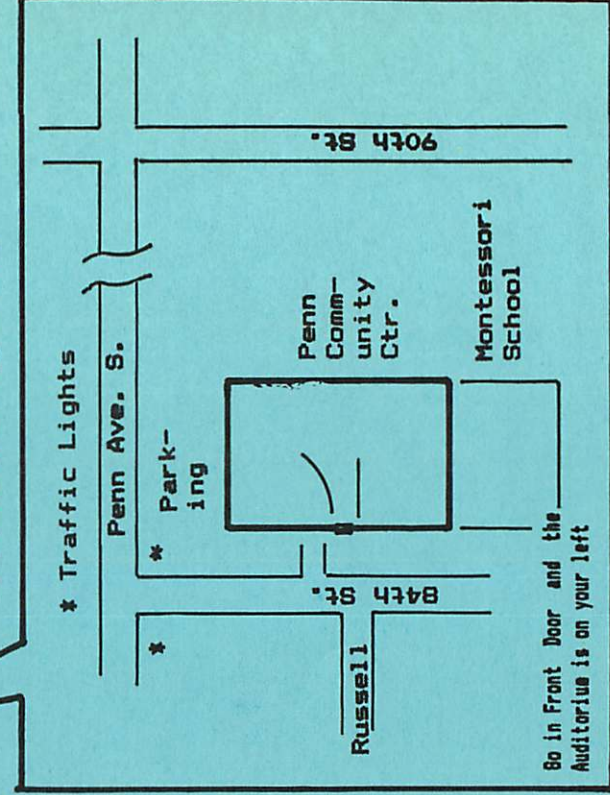 * Traffic Lights
Penn Ave. S.
*
*
Park-
ing
84th St.
90th St.
Russell
Penn
Comm-
unity
Ctr.
Montessori
School
Go in Front Door and the
Auditorium is on your left